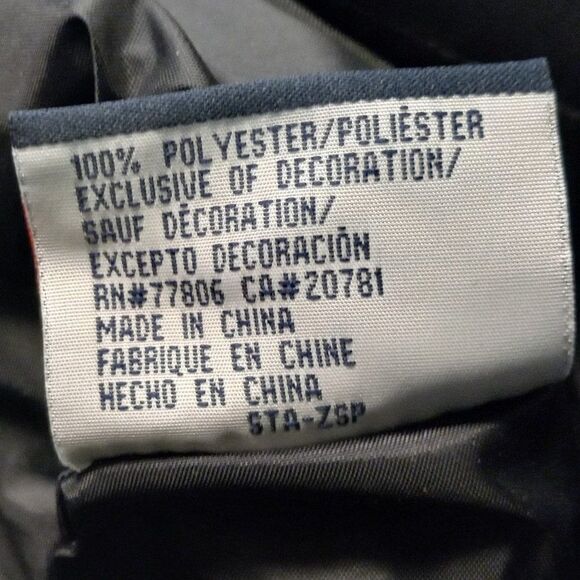 100% POLYESTER/POLIÉSTER
EXCLUSIVE OF DECORATION/
SAUF DÉCORATION/
EXCEPTO DECORACIÓN
RN#77806 CA#20781
MADE IN CHINA
FABRIQUE EN CHINE
HECHO EN CHINA
STA-ZSP